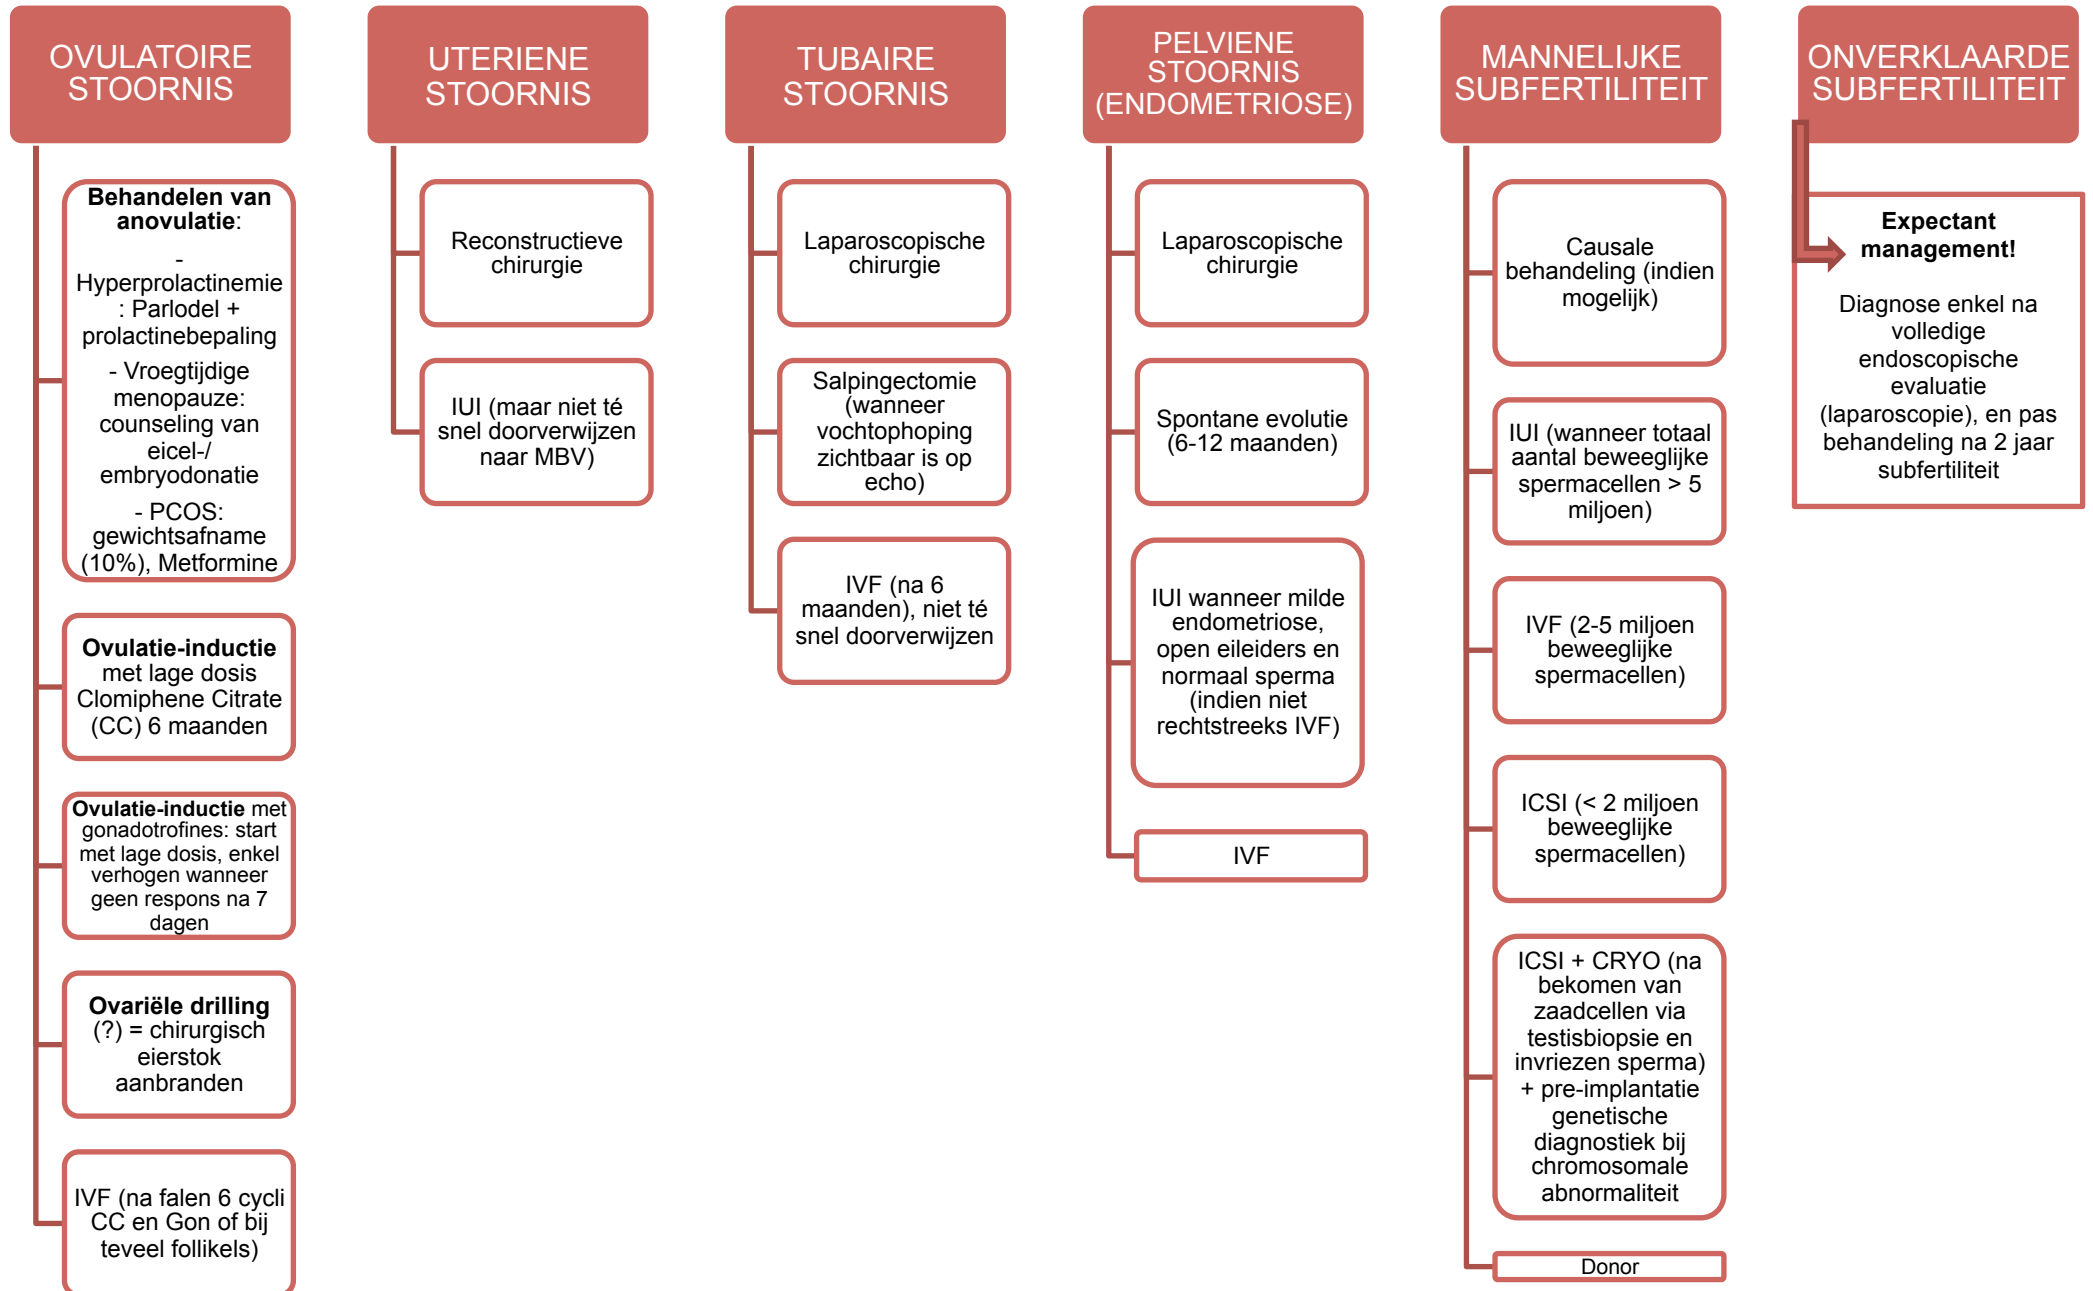 OVULATOIRE
STOORNIS
Behandelen van
anovulatie:
-
Hyperprolactinemie
: Parlodel +
prolactinebepaling
- Vroegtijdige
menopauze:
counseling van
eicel-/
embryodonatie
- PCOS:
gewichtsafname
(10%), Metformine
Ovulatie-inductie
met lage dosis
Clomiphene Citrate
(CC) 6 maanden
Ovulatie-inductie met
gonadotrofines: start
met lage dosis, enkel
verhogen wanneer
geen respons na 7
dagen
Ovariële drilling
(?) = chirurgisch
eierstok
aanbranden
IVF (na falen 6 cycli
CC en Gon of bij
teveel follikels)
UTERIENE
STOORNIS
Reconstructieve
chirurgie
IUI (maar niet té
snel doorverwijzen
naar MBV)
TUBAIRE
STOORNIS
Laparoscopische
chirurgie
Salpingectomie
(wanneer
vochtophoping
zichtbaar is op
echo)
IVF (na 6
maanden), niet té
snel doorverwijzen
PELVIENE
STOORNIS
(ENDOMETRIOSE)
Laparoscopische
chirurgie
Spontane evolutie
(6-12 maanden)
IUI wanneer milde
endometriose,
open eileiders en
normaal sperma
(indien niet
rechtstreeks IVF)
IVF
MANNELIJKE
SUBFERTILITEIT
Causale
behandeling (indien
mogelijk)
IUI (wanneer totaal
aantal beweeglijke
spermacellen > 5
miljoen)
IVF (2-5 miljoen
beweeglijke
spermacellen)
ICSI (< 2 miljoen
beweeglijke
spermacellen)
ICSI + CRYO (na
bekomen van
zaadcellen via
testisbiopsie en
invriezen sperma)
+ pre-implantatie
genetische
diagnostiek bij
chromosomale
abnormaliteit
Donor
ONVERKLAARDE
SUBFERTILITEIT
Expectant
management!
Diagnose enkel na
volledige
endoscopische
evaluatie
(laparoscopie), en pas
behandeling na 2 jaar
subfertiliteit